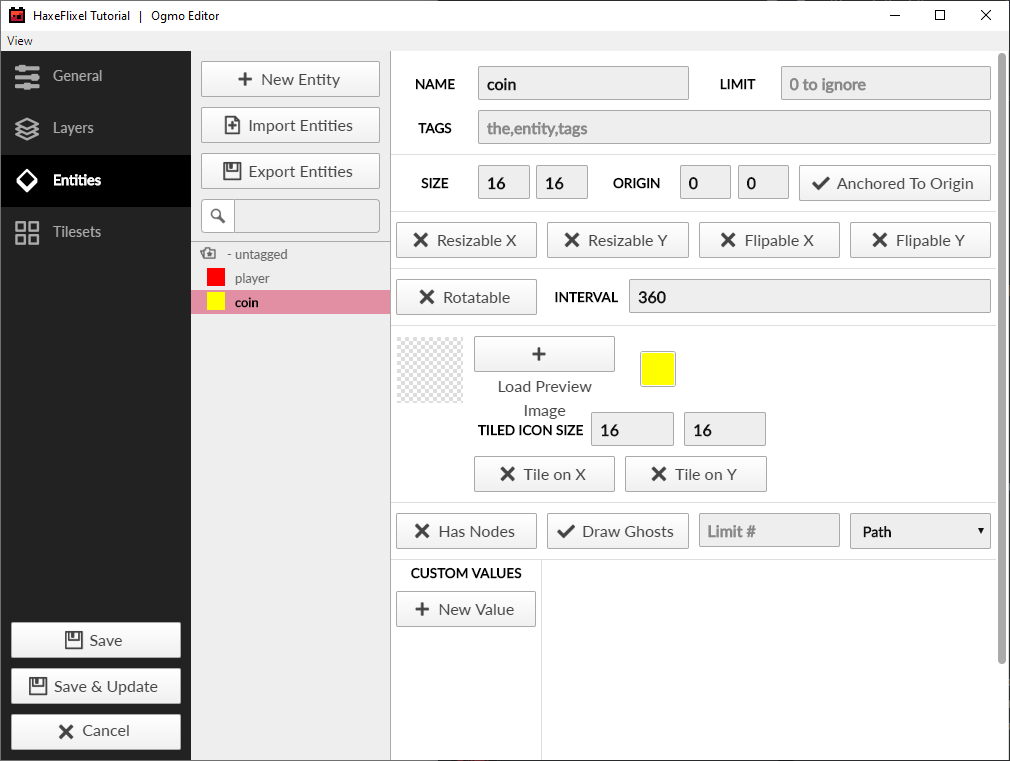 HaxeFlixel Tutorial | Ogmo Editor
View
General
Layers
Entities
Tilesets
Save
Save & Update
Cancel
New Entity
Import Entities
Export Entities
- untagged
player
coin
NAME coin LIMIT 0 to ignore
TAGS the,entity,tags
SIZE 16 16 ORIGIN 0 0 Anchored To Origin
Resizable X Resizable Y Flipable X Flipable Y
Rotatable INTERVAL 360
Load Preview
Image
TILED ICON SIZE 16 16
Tile on X Tile on Y
Has Nodes Draw Ghosts Limit # Path
CUSTOM VALUES
New Value